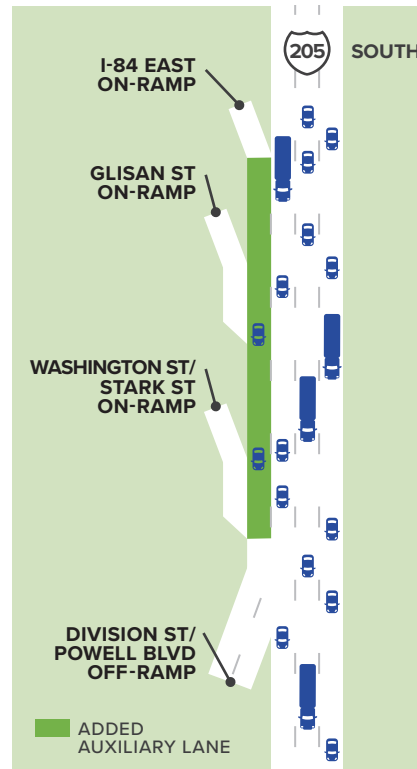 205
SOUTH
I-84 EAST
ON-RAMP
GLISAN ST
ON-RAMP
WASHINGTON ST/
STARK ST
ON-RAMP
DIVISION ST/
POWELL BLVD
OFF-RAMP
ADDED
AUXILIARY LANE